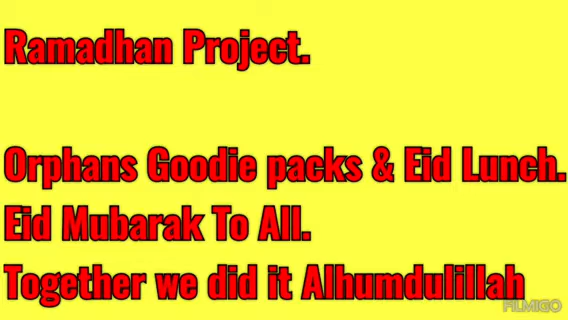 Ramadhan Project.
Orphans Goodie packs & Eid Lunch.
Eid Mubarak To All.
Together we did it Alhumdulillah
FILMIGO